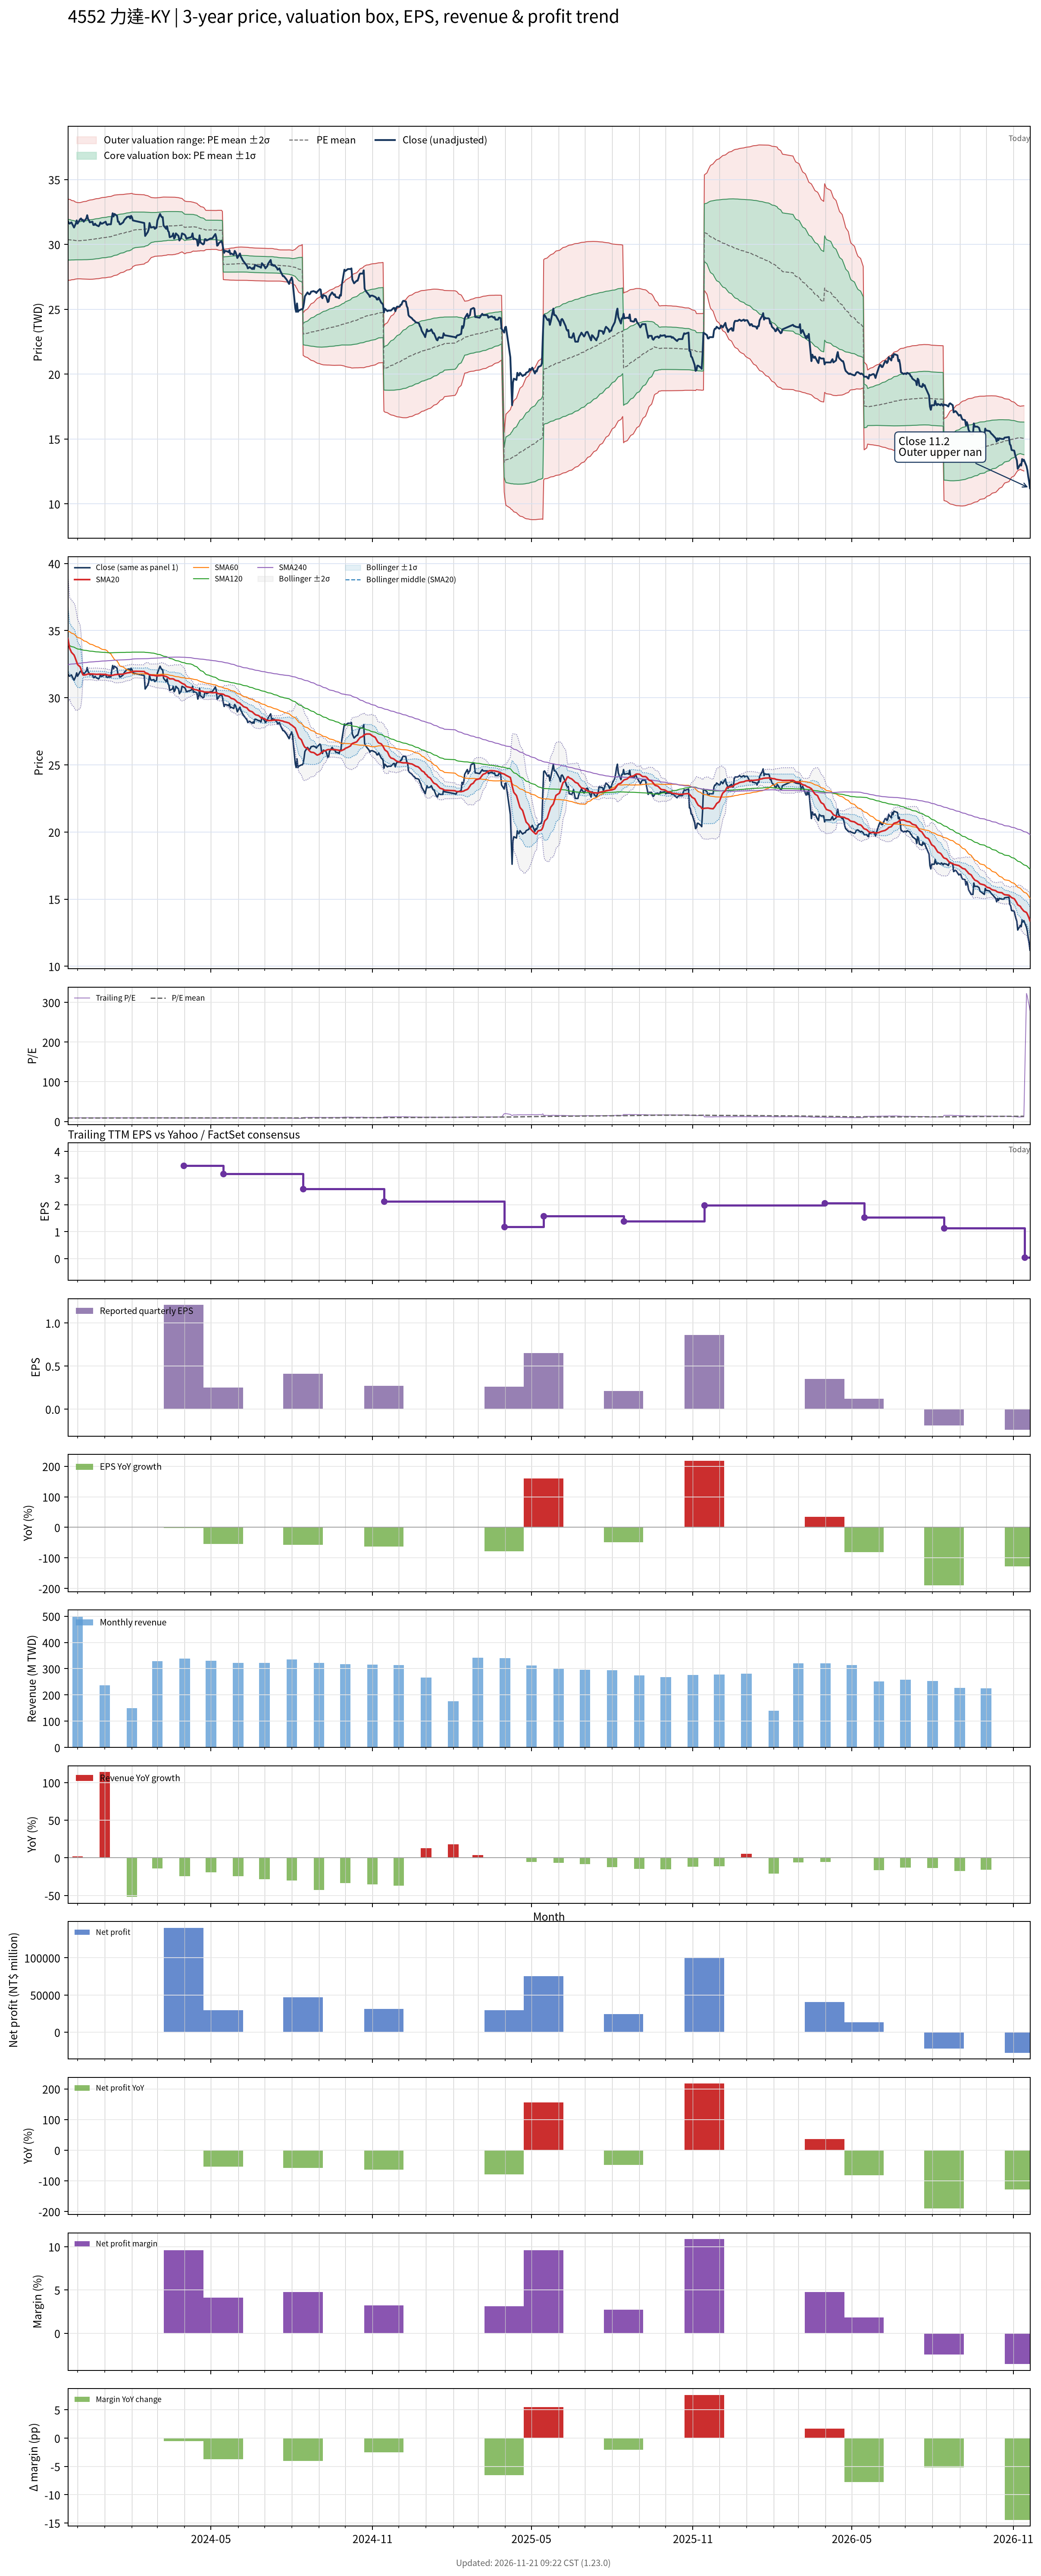 4552 力達-KY | 3-year price, valuation box, EPS, revenue & profit trend
Outer valuation range: PE mean ±2σ
Core valuation box: PE mean ±1σ
PE mean
Close (unadjusted)
Today
Price (TWD)
35
30
25
20
15
10
Close 11.2
Outer upper nan
Close (same as panel 1)
SMA20
SMA60
SMA120
SMA240
Bollinger ±2σ
Bollinger ±1σ
Bollinger middle (SMA20)
Price
40
35
30
25
20
15
10
Trailing P/E
P/E mean
P/E
300
200
100
0
Trailing TTM EPS vs Yahoo / FactSet consensus
Today
EPS
4
3
2
1
0
Reported quarterly EPS
EPS
1.0
0.5
0.0
EPS YoY growth
YoY (%)
200
100
0
-100
-200
Monthly revenue
Revenue (M TWD)
500
400
300
200
100
0
Revenue YoY growth
YoY (%)
100
50
0
-50
Month
Net profit
Net profit (NT$ million)
100000
50000
0
Net profit YoY
YoY (%)
200
100
0
-100
-200
Net profit margin
Margin (%)
10
5
0
Margin YoY change
Δ margin (pp)
5
0
-5
-10
-15
2024-05
2024-11
2025-05
2025-11
2026-05
2026-11
Updated: 2026-11-21 09:22 CST (1.23.0)